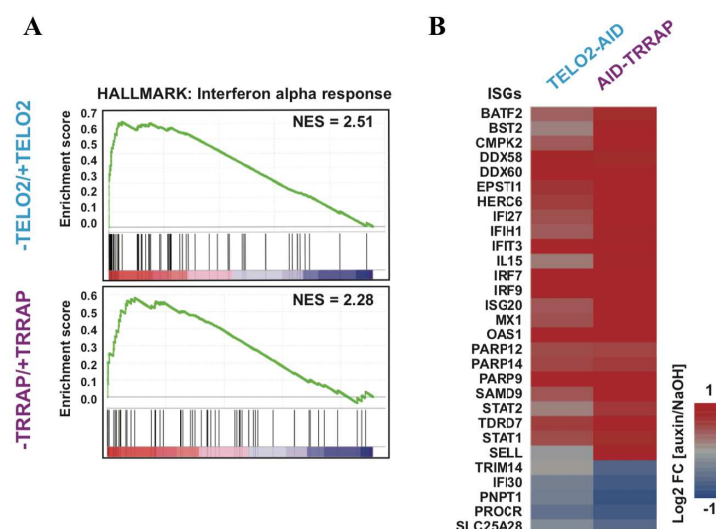 A
HALLMARK: Interferon alpha response
-TELO2/+TELO2
Enrichment score
0.7
0.6
0.5
0.4
0.3
0.2
0.1
0.0
NES = 2.51
-TRRAP/+TRRAP
Enrichment score
0.6
0.5
0.4
0.3
0.2
0.1
0.0
NES = 2.28
B
ISGs
TELO2-AID
AID-TRRAP
BATF2
BST2
CMPK2
DDX58
DDX60
EPSTI1
HERC6
IFI27
IFIH1
IFIT3
IL15
IRF7
IRF9
ISG20
MX1
OAS1
PARP12
PARP14
PARP9
SAMD9
STAT2
TDRD7
STAT1
SELL
TRIM14
IFI30
PNPT1
PROCR
SLC25A28
1
Log2 FC [auxin/NaOH]
-1